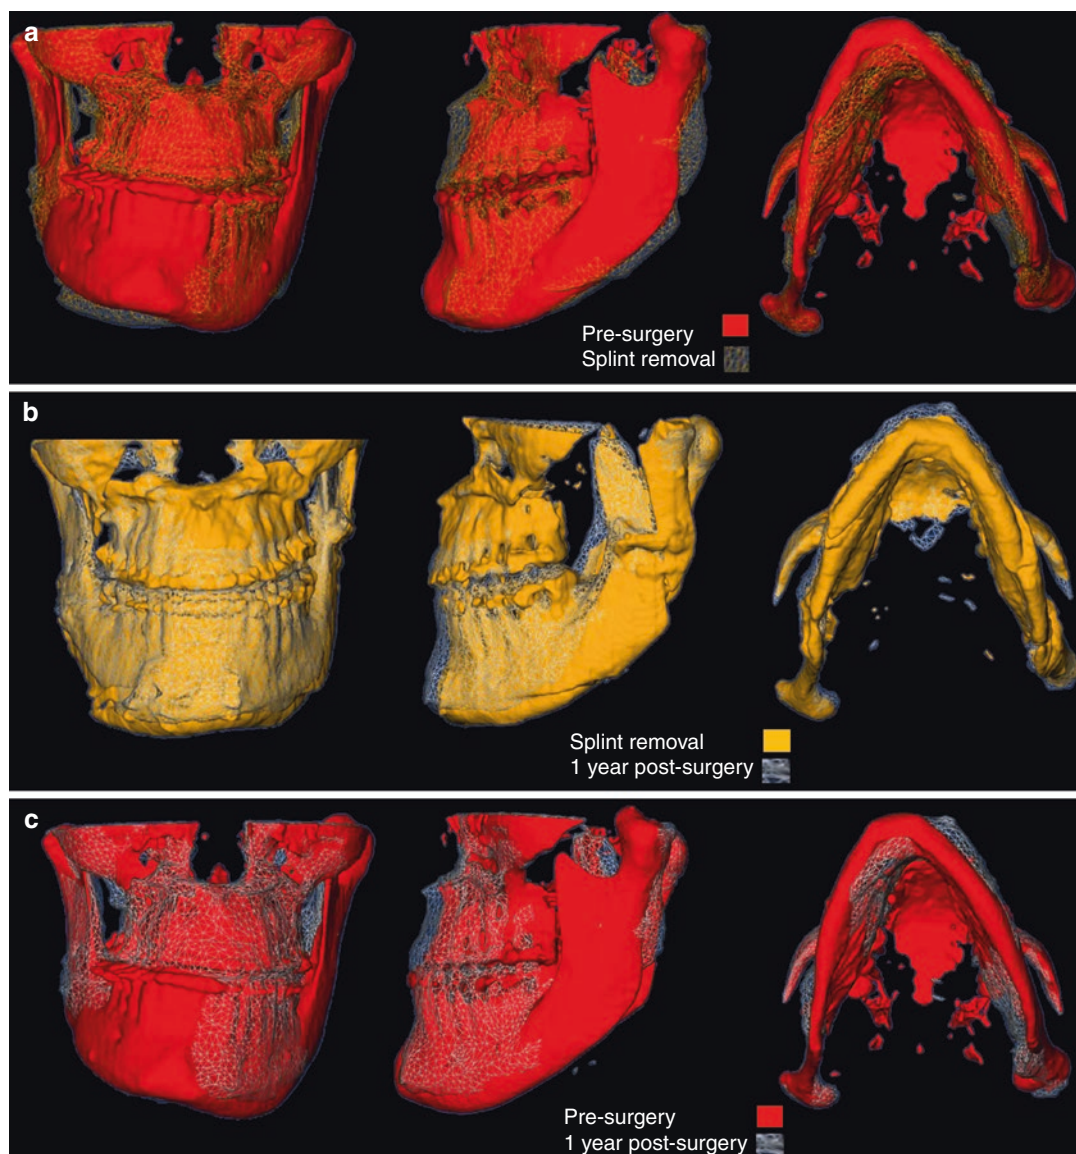 a
Pre-surgery
Splint removal
b
Splint removal
1 year post-surgery
c
Pre-surgery
1 year post-surgery